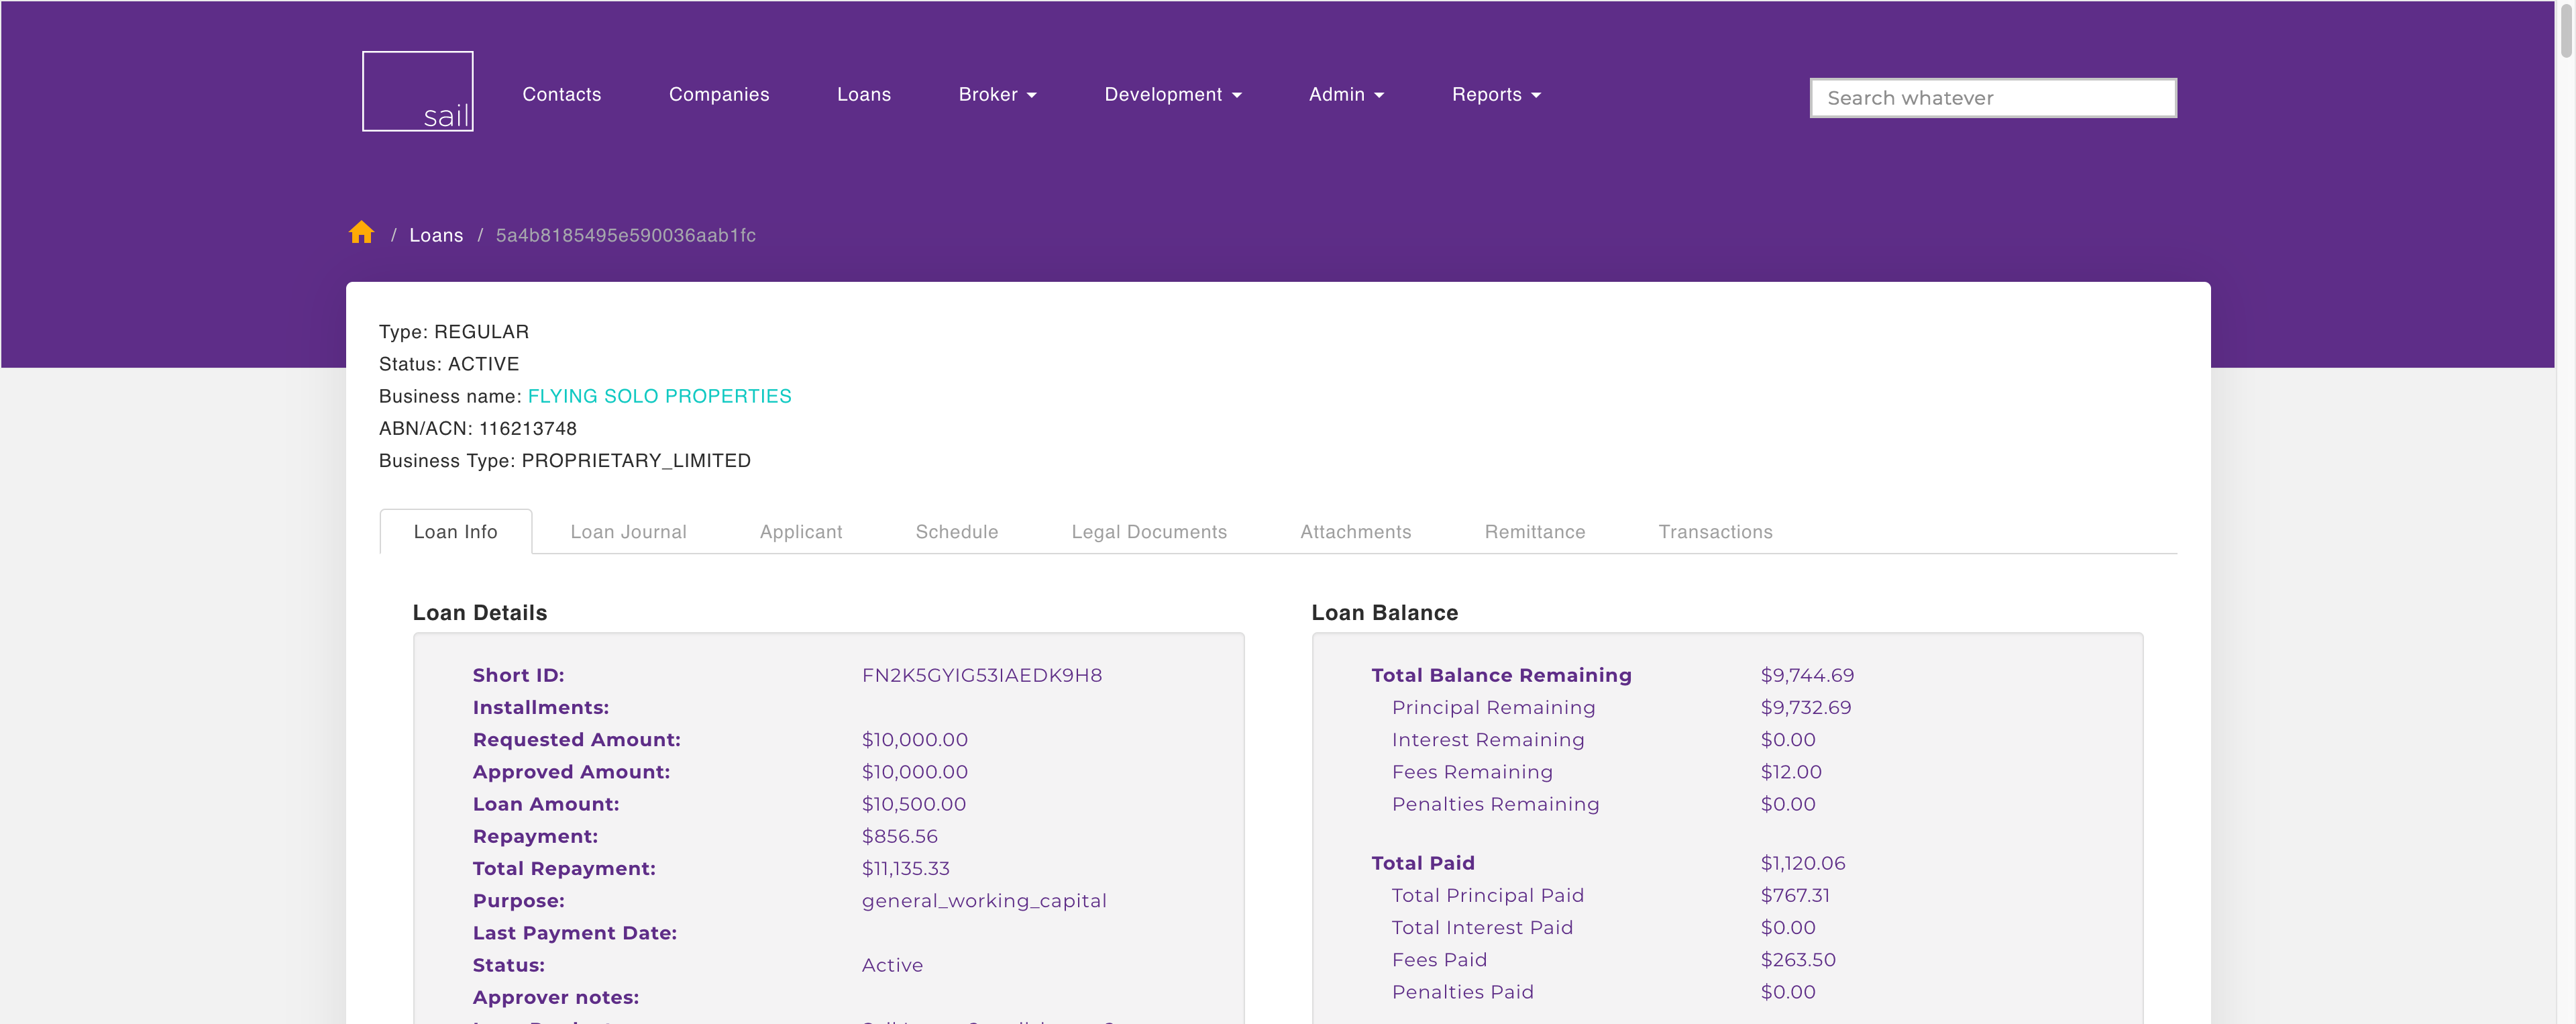 sail
Contacts Companies Loans Broker Development Admin Reports Search whatever
/ Loans / 5a4b8185495e590036aab1fc
Type: REGULAR
Status: ACTIVE
Business name: FLYING SOLO PROPERTIES
ABN/ACN: 116213748
Business Type: PROPRIETARY_LIMITED
Loan Info Loan Journal Applicant Schedule Legal Documents Attachments Remittance Transactions
Loan Details
Short ID: FN2K5GYIG53IAEDK9H8
Installments:
Requested Amount: $10,000.00
Approved Amount: $10,000.00
Loan Amount: $10,500.00
Repayment: $856.56
Total Repayment: $11,135.33
Purpose: general_working_capital
Last Payment Date:
Status: Active
Approver notes:
Loan Balance
Total Balance Remaining $9,744.69
Principal Remaining $9,732.69
Interest Remaining $0.00
Fees Remaining $12.00
Penalties Remaining $0.00
Total Paid $1,120.06
Total Principal Paid $767.31
Total Interest Paid $0.00
Fees Paid $263.50
Penalties Paid $0.00